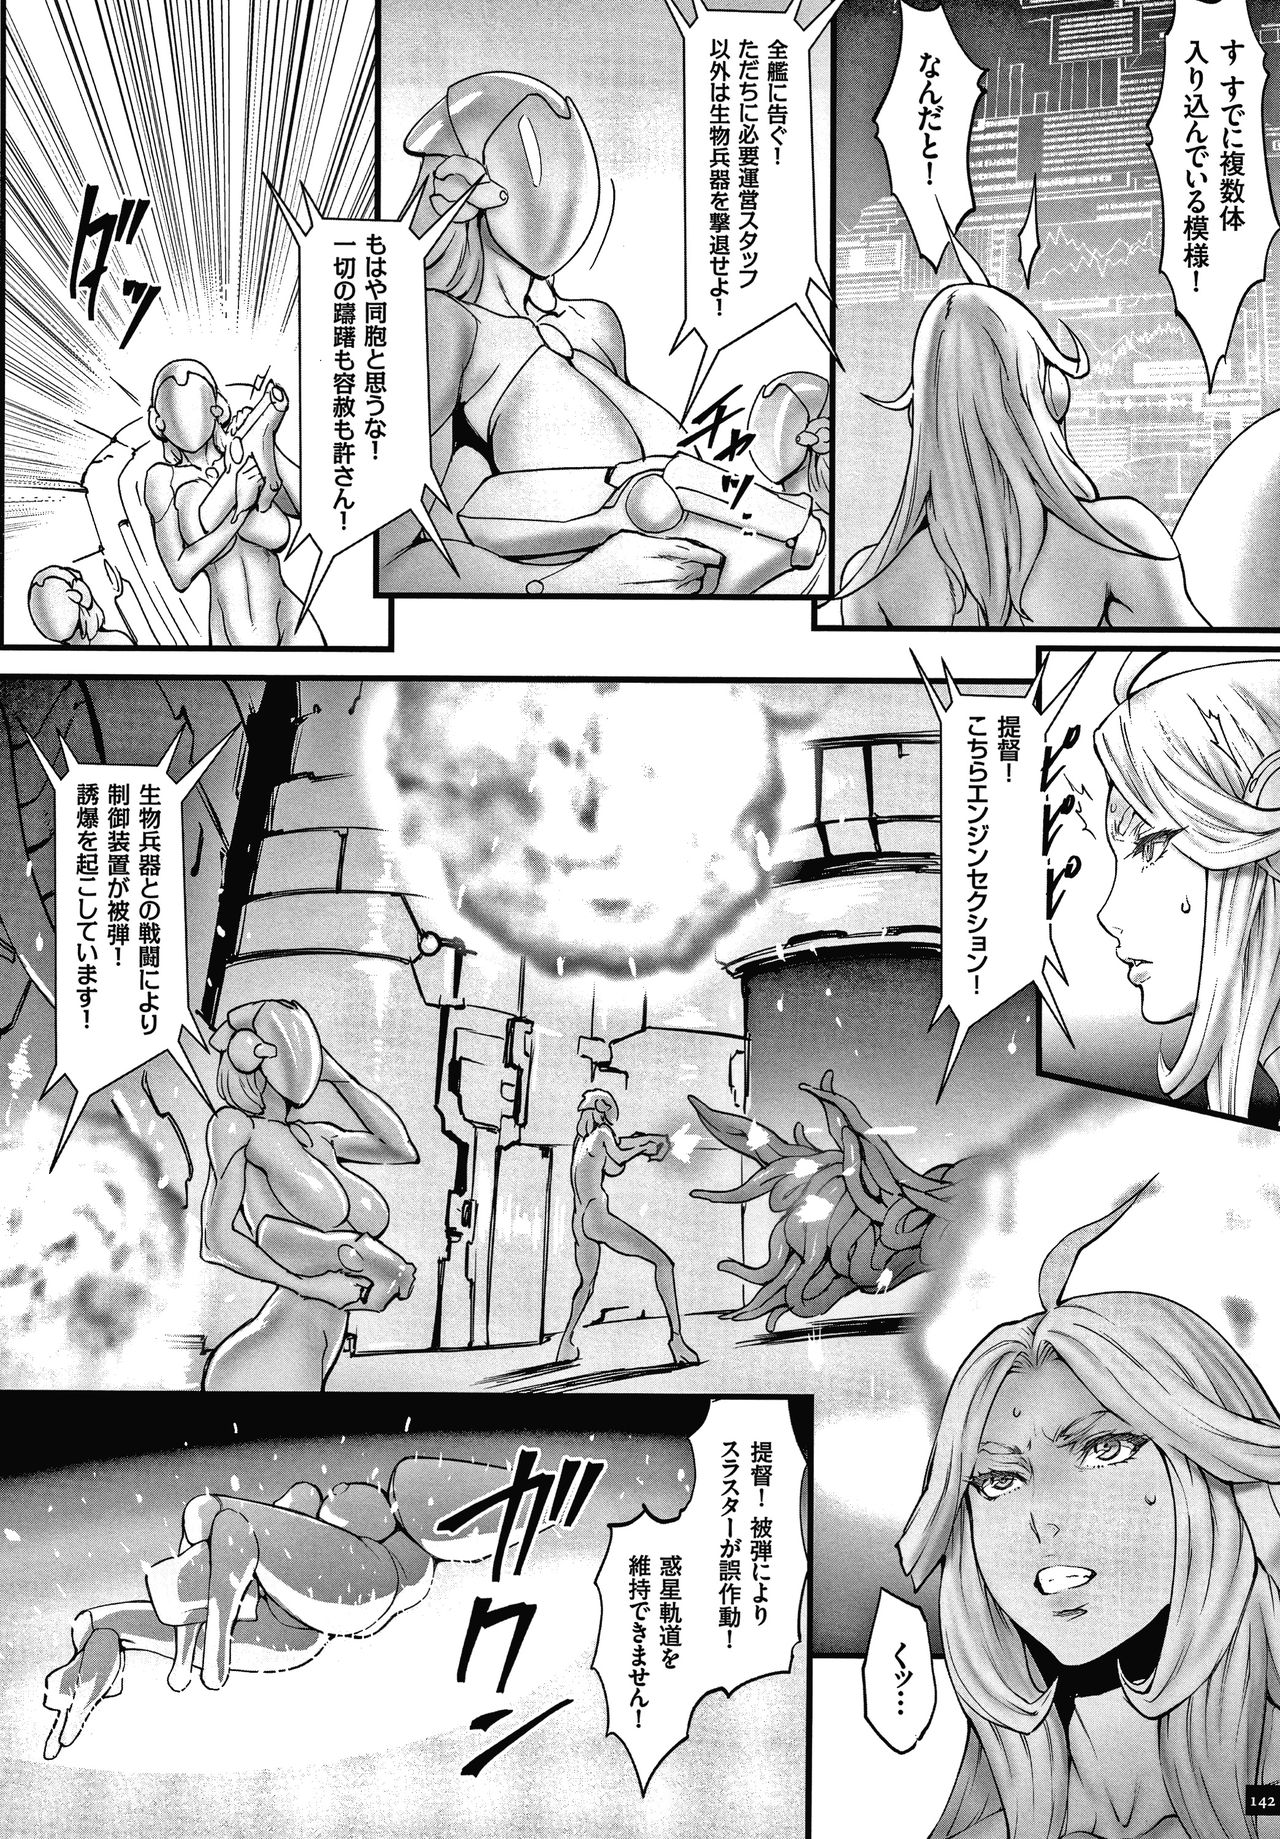 す すでに複数体
入り込んでいる模様！
なんだと！
全艦に告ぐ！
ただちに必要運営スタッフ
以外は生物兵器を撃退せよ！
チャッ
もはや同胞と思うな！
一切の躊躇も容赦も許さん！
ザッ
ピピピ
提督！
こちらエンジンセクション！
生物兵器との戦闘により
制御装置が被弾！
誘爆を起こしています！
くッ…
提督！ 被弾により
スラスターが誤作動！
惑星軌道を
維持できません！
ガクン
142